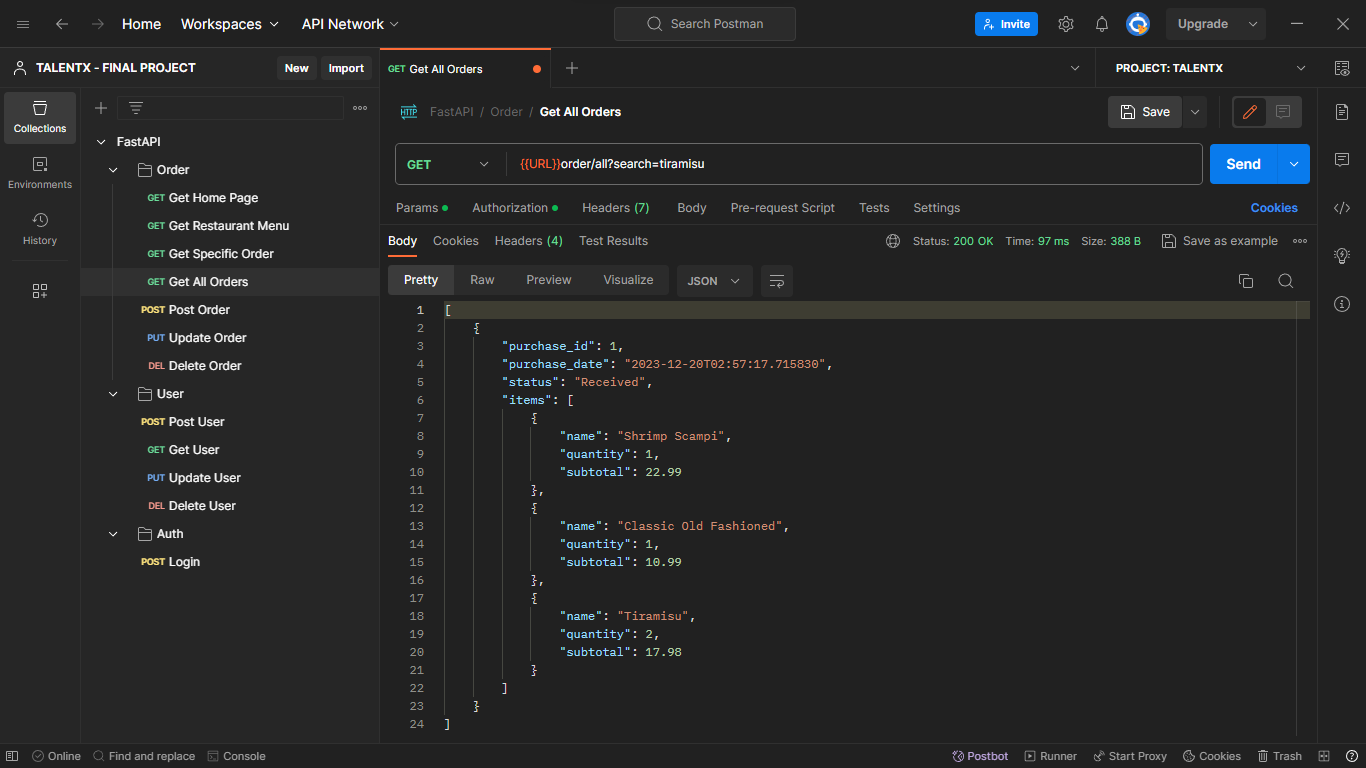 Home Workspaces API Network Search Postman Invite Upgrade
TALENTX - FINAL PROJECT New Import GET Get All Orders PROJECT: TALENTX
Collections
Environments
History
FastAPI
Order
GET Get Home Page
GET Get Restaurant Menu
GET Get Specific Order
GET Get All Orders
POST Post Order
PUT Update Order
DEL Delete Order
User
POST Post User
GET Get User
PUT Update User
DEL Delete User
Auth
POST Login
HTTP FastAPI / Order / Get All Orders Save
GET {{URL}}order/all?search=tiramisu Send
Params Authorization Headers (7) Body Pre-request Script Tests Settings Cookies
Body Cookies Headers (4) Test Results Status: 200 OK Time: 97 ms Size: 388 B Save as example
Pretty Raw Preview Visualize JSON
1 [
2 {
3 "purchase_id": 1,
4 "purchase_date": "2023-12-20T02:57:17.715830",
5 "status": "Received",
6 "items": [
7 {
8 "name": "Shrimp Scampi",
9 "quantity": 1,
10 "subtotal": 22.99
11 },
12 {
13 "name": "Classic Old Fashioned",
14 "quantity": 1,
15 "subtotal": 10.99
16 },
17 {
18 "name": "Tiramisu",
19 "quantity": 2,
20 "subtotal": 17.98
21 }
22 ]
23 }
24 ]
Online Find and replace Console Postbot Runner Start Proxy Cookies Trash